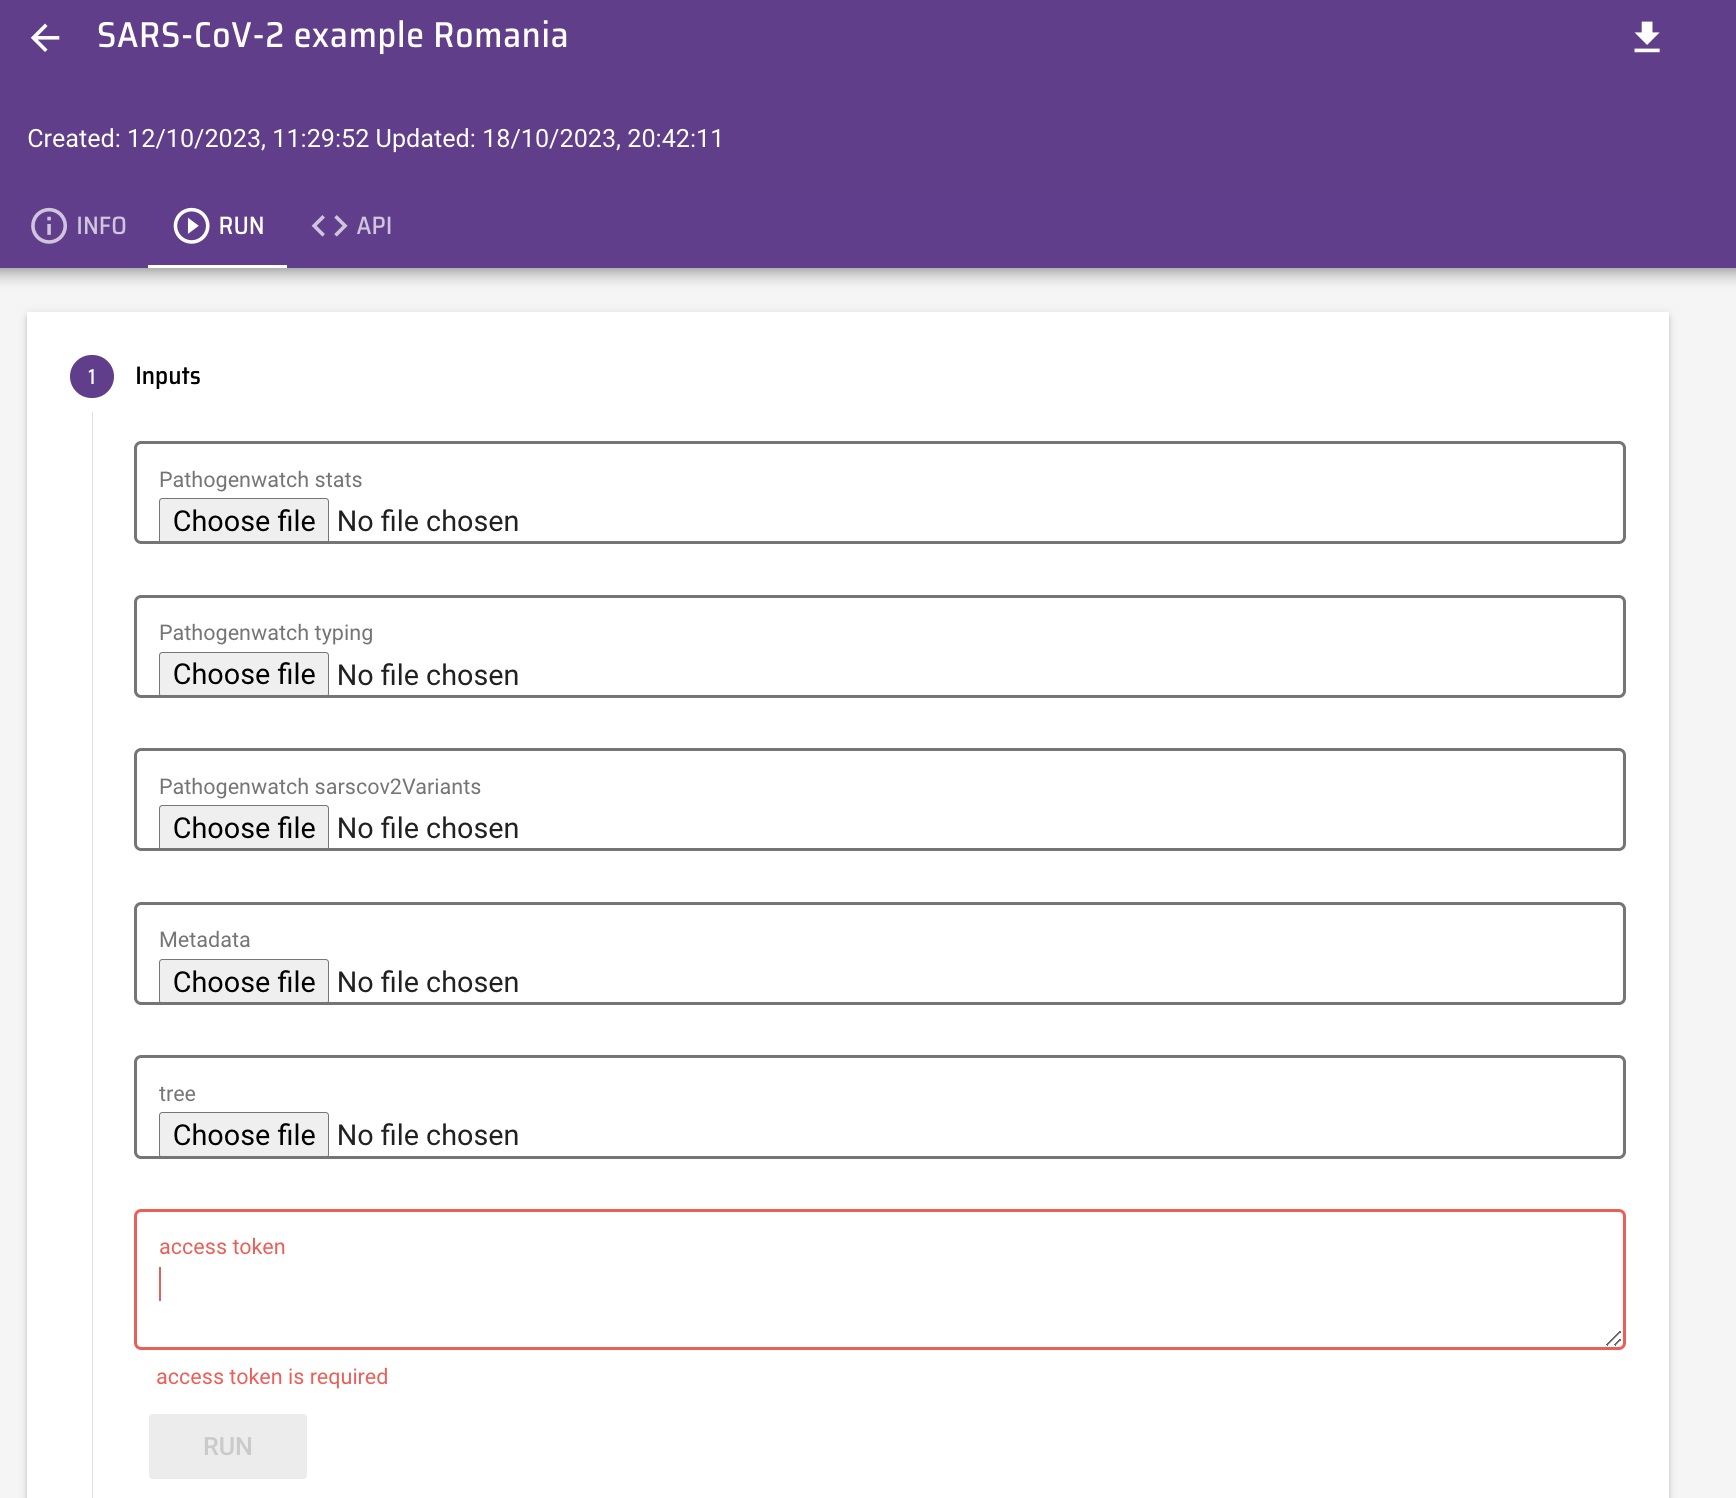 SARS-CoV-2 example Romania
Created: 12/10/2023, 11:29:52 Updated: 18/10/2023, 20:42:11
INFO RUN API
1 Inputs
Pathogenwatch stats
Choose file No file chosen
Pathogenwatch typing
Choose file No file chosen
Pathogenwatch sarscov2Variants
Choose file No file chosen
Metadata
Choose file No file chosen
tree
Choose file No file chosen
access token
access token is required
RUN